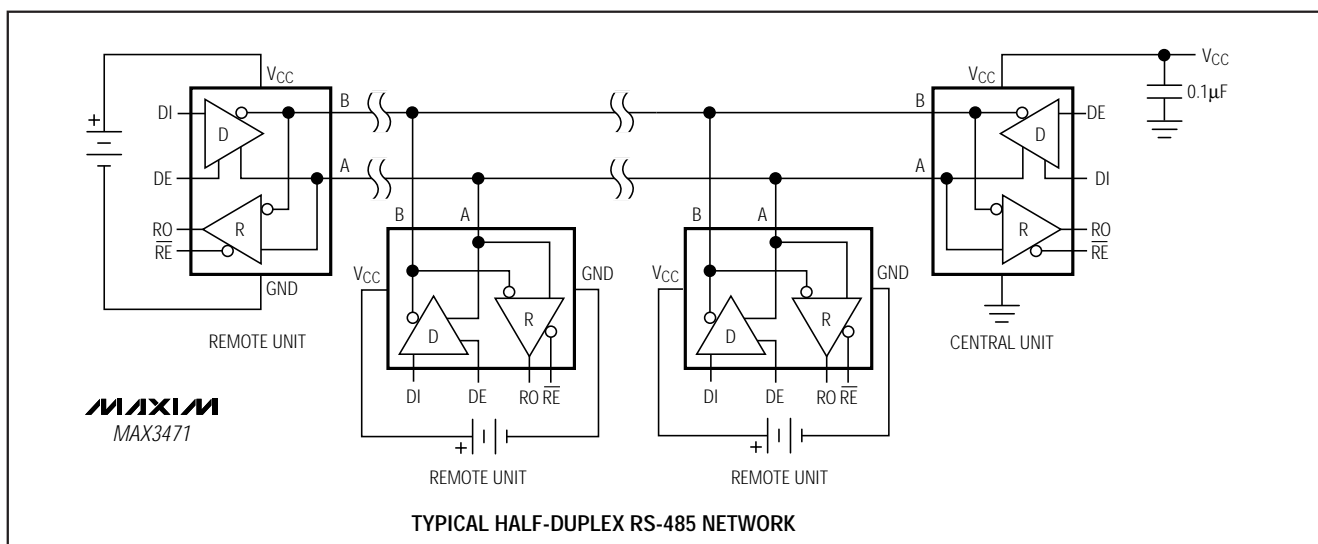 VCC
DI
D
DE
RO
R
RE
GND
B
A
+
REMOTE UNIT
B A
VCC
GND
D
R
DI DE RO RE
+
REMOTE UNIT
B A
VCC
GND
D
R
DI DE RO RE
+
REMOTE UNIT
VCC
VCC
0.1µF
B
A
D
DE
DI
R
RO
RE
CENTRAL UNIT
MAXIM
MAX3471
TYPICAL HALF-DUPLEX RS-485 NETWORK